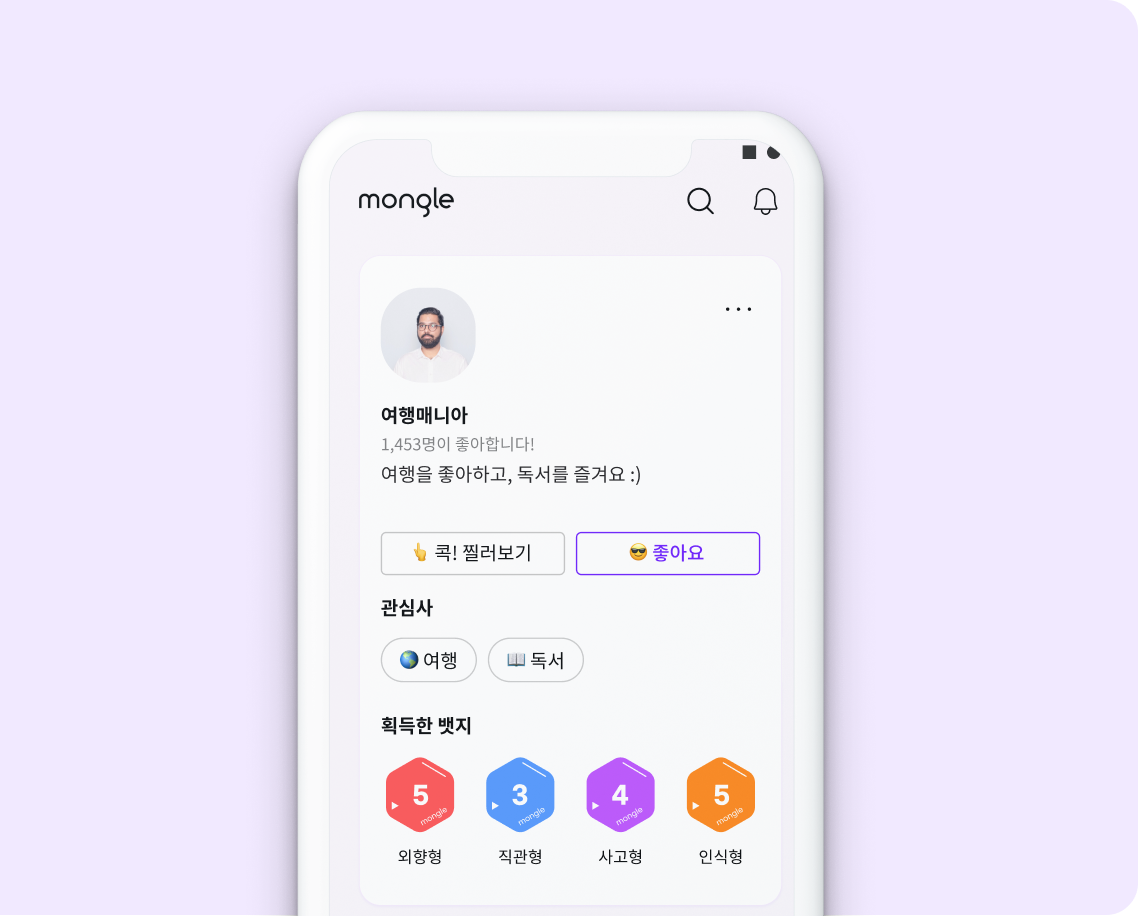 mongle
여행매니아
1,453명이 좋아합니다!
여행을 좋아하고, 독서를 즐겨요 :)
👆 콕! 찔러보기
😎 좋아요
관심사
🌏 여행
📖 독서
획득한 뱃지
5 mongle
3 mongle
4 mongle
5 mongle
외향형
직관형
사고형
인식형